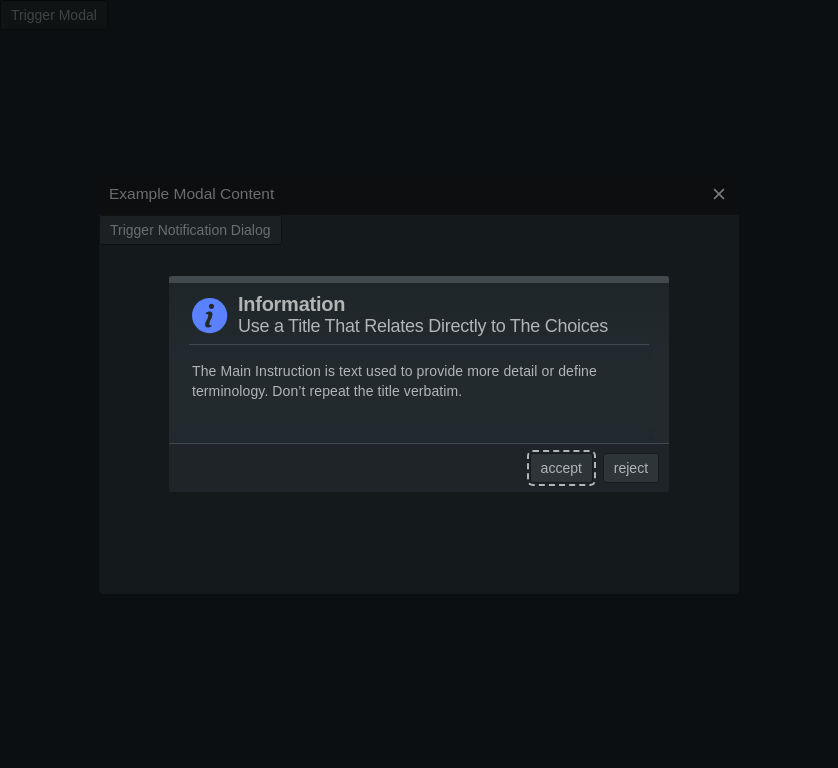 Trigger Modal
Example Modal Content
Trigger Notification Dialog
Information
Use a Title That Relates Directly to The Choices
The Main Instruction is text used to provide more detail or define
terminology. Don’t repeat the title verbatim.
accept
reject